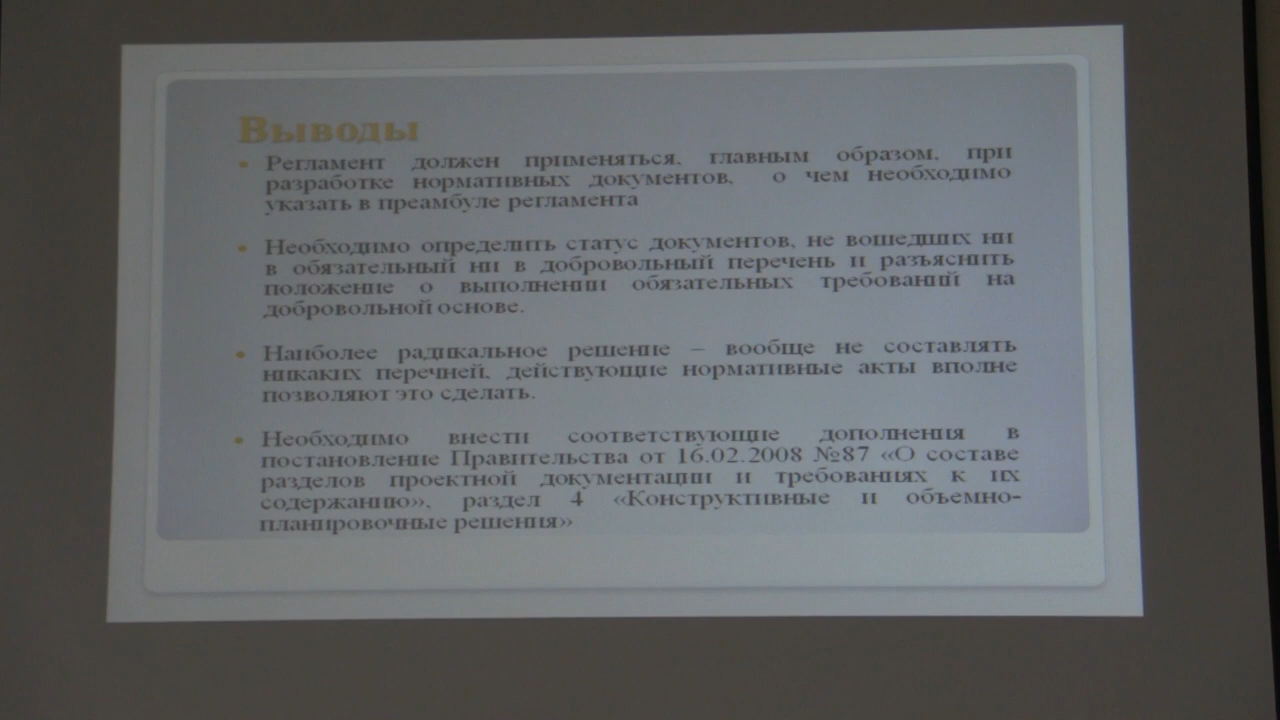 Выводы
• Регламент должен применяться, главным образом, при
разработке нормативных документов, о чем необходимо
указать в преамбуле регламента
• Необходимо определить статус документов, не вошедших ни
в обязательный ни в добровольный перечень и разъяснить
положение о выполнении обязательных требований на
добровольной основе.
• Наиболее радикальное решение – вообще не составлять
никаких перечней, действующие нормативные акты вполне
позволяют это сделать.
• Необходимо внести соответствующие дополнения в
постановление Правительства от 16.02.2008 №87 «О составе
разделов проектной документации и требованиях к их
содержанию», раздел 4 «Конструктивные и объемно-
планировочные решения»